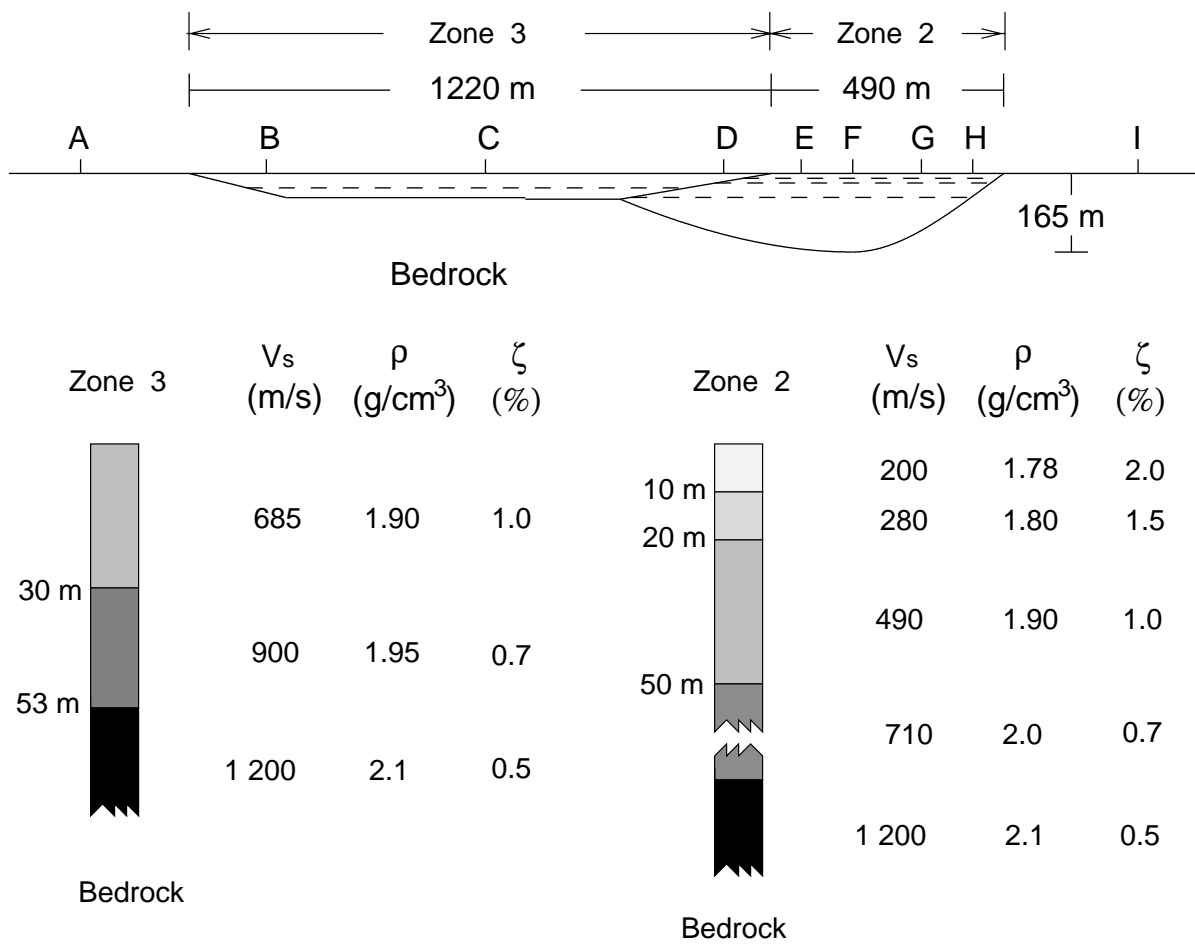 Zone 3 Zone 2
1220 m 490 m
A B C D E F G H I
165 m
Bedrock
Zone 3 Vs ρ ζ
(m/s) (g/cm³) (%)
685 1.90 1.0
30 m
900 1.95 0.7
53 m
1 200 2.1 0.5
Bedrock
Zone 2 Vs ρ ζ
(m/s) (g/cm³) (%)
200 1.78 2.0
10 m
280 1.80 1.5
20 m
490 1.90 1.0
50 m
710 2.0 0.7
1 200 2.1 0.5
Bedrock